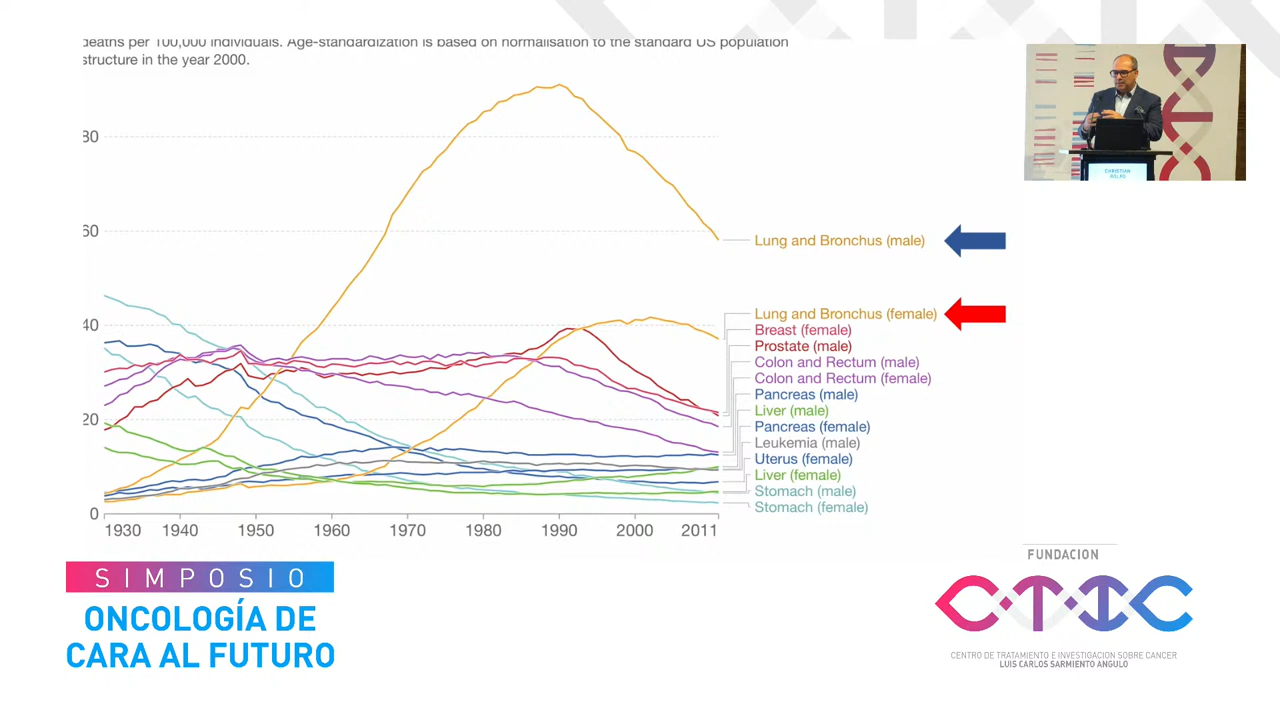 deaths per 100,000 individuals. Age-standardization is based on normalisation to the standard US population
structure in the year 2000.
80
60
40
20
0
1930 1940 1950 1960 1970 1980 1990 2000 2011
Lung and Bronchus (male)
Lung and Bronchus (female)
Breast (female)
Prostate (male)
Colon and Rectum (male)
Colon and Rectum (female)
Pancreas (male)
Liver (male)
Pancreas (female)
Leukemia (male)
Uterus (female)
Liver (female)
Stomach (male)
Stomach (female)
CHRISTIAN
ROLFO
SIMPOSIO
ONCOLOGÍA DE
CARA AL FUTURO
FUNDACION
CTIC
CENTRO DE TRATAMIENTO E INVESTIGACION SOBRE CANCER
LUIS CARLOS SARMIENTO ANGULO